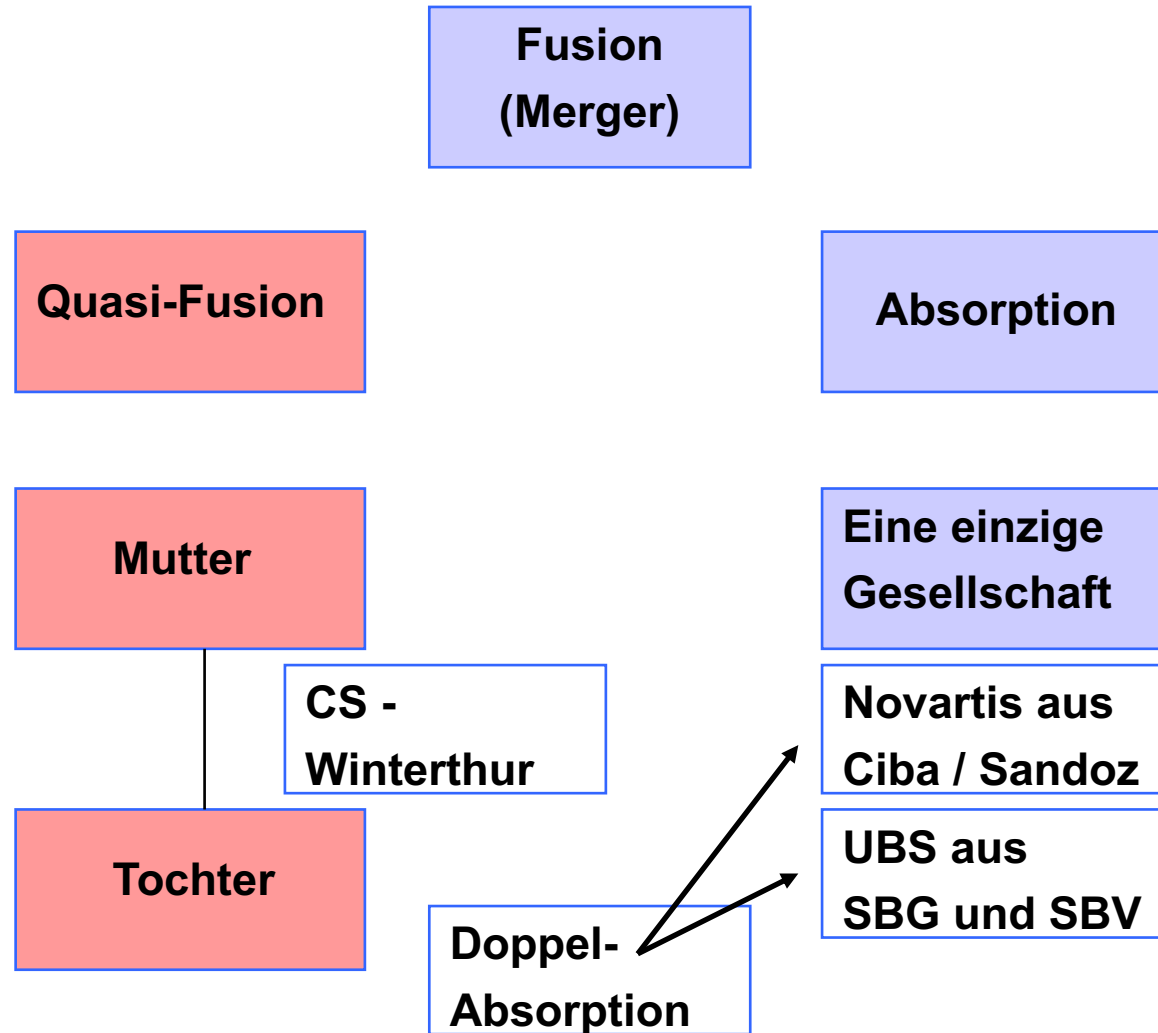 Fusion
(Merger)
Quasi-Fusion
Absorption
Mutter
Eine einzige
Gesellschaft
CS -
Winterthur
Novartis aus
Ciba / Sandoz
Tochter
UBS aus
SBG und SBV
Doppel-
Absorption